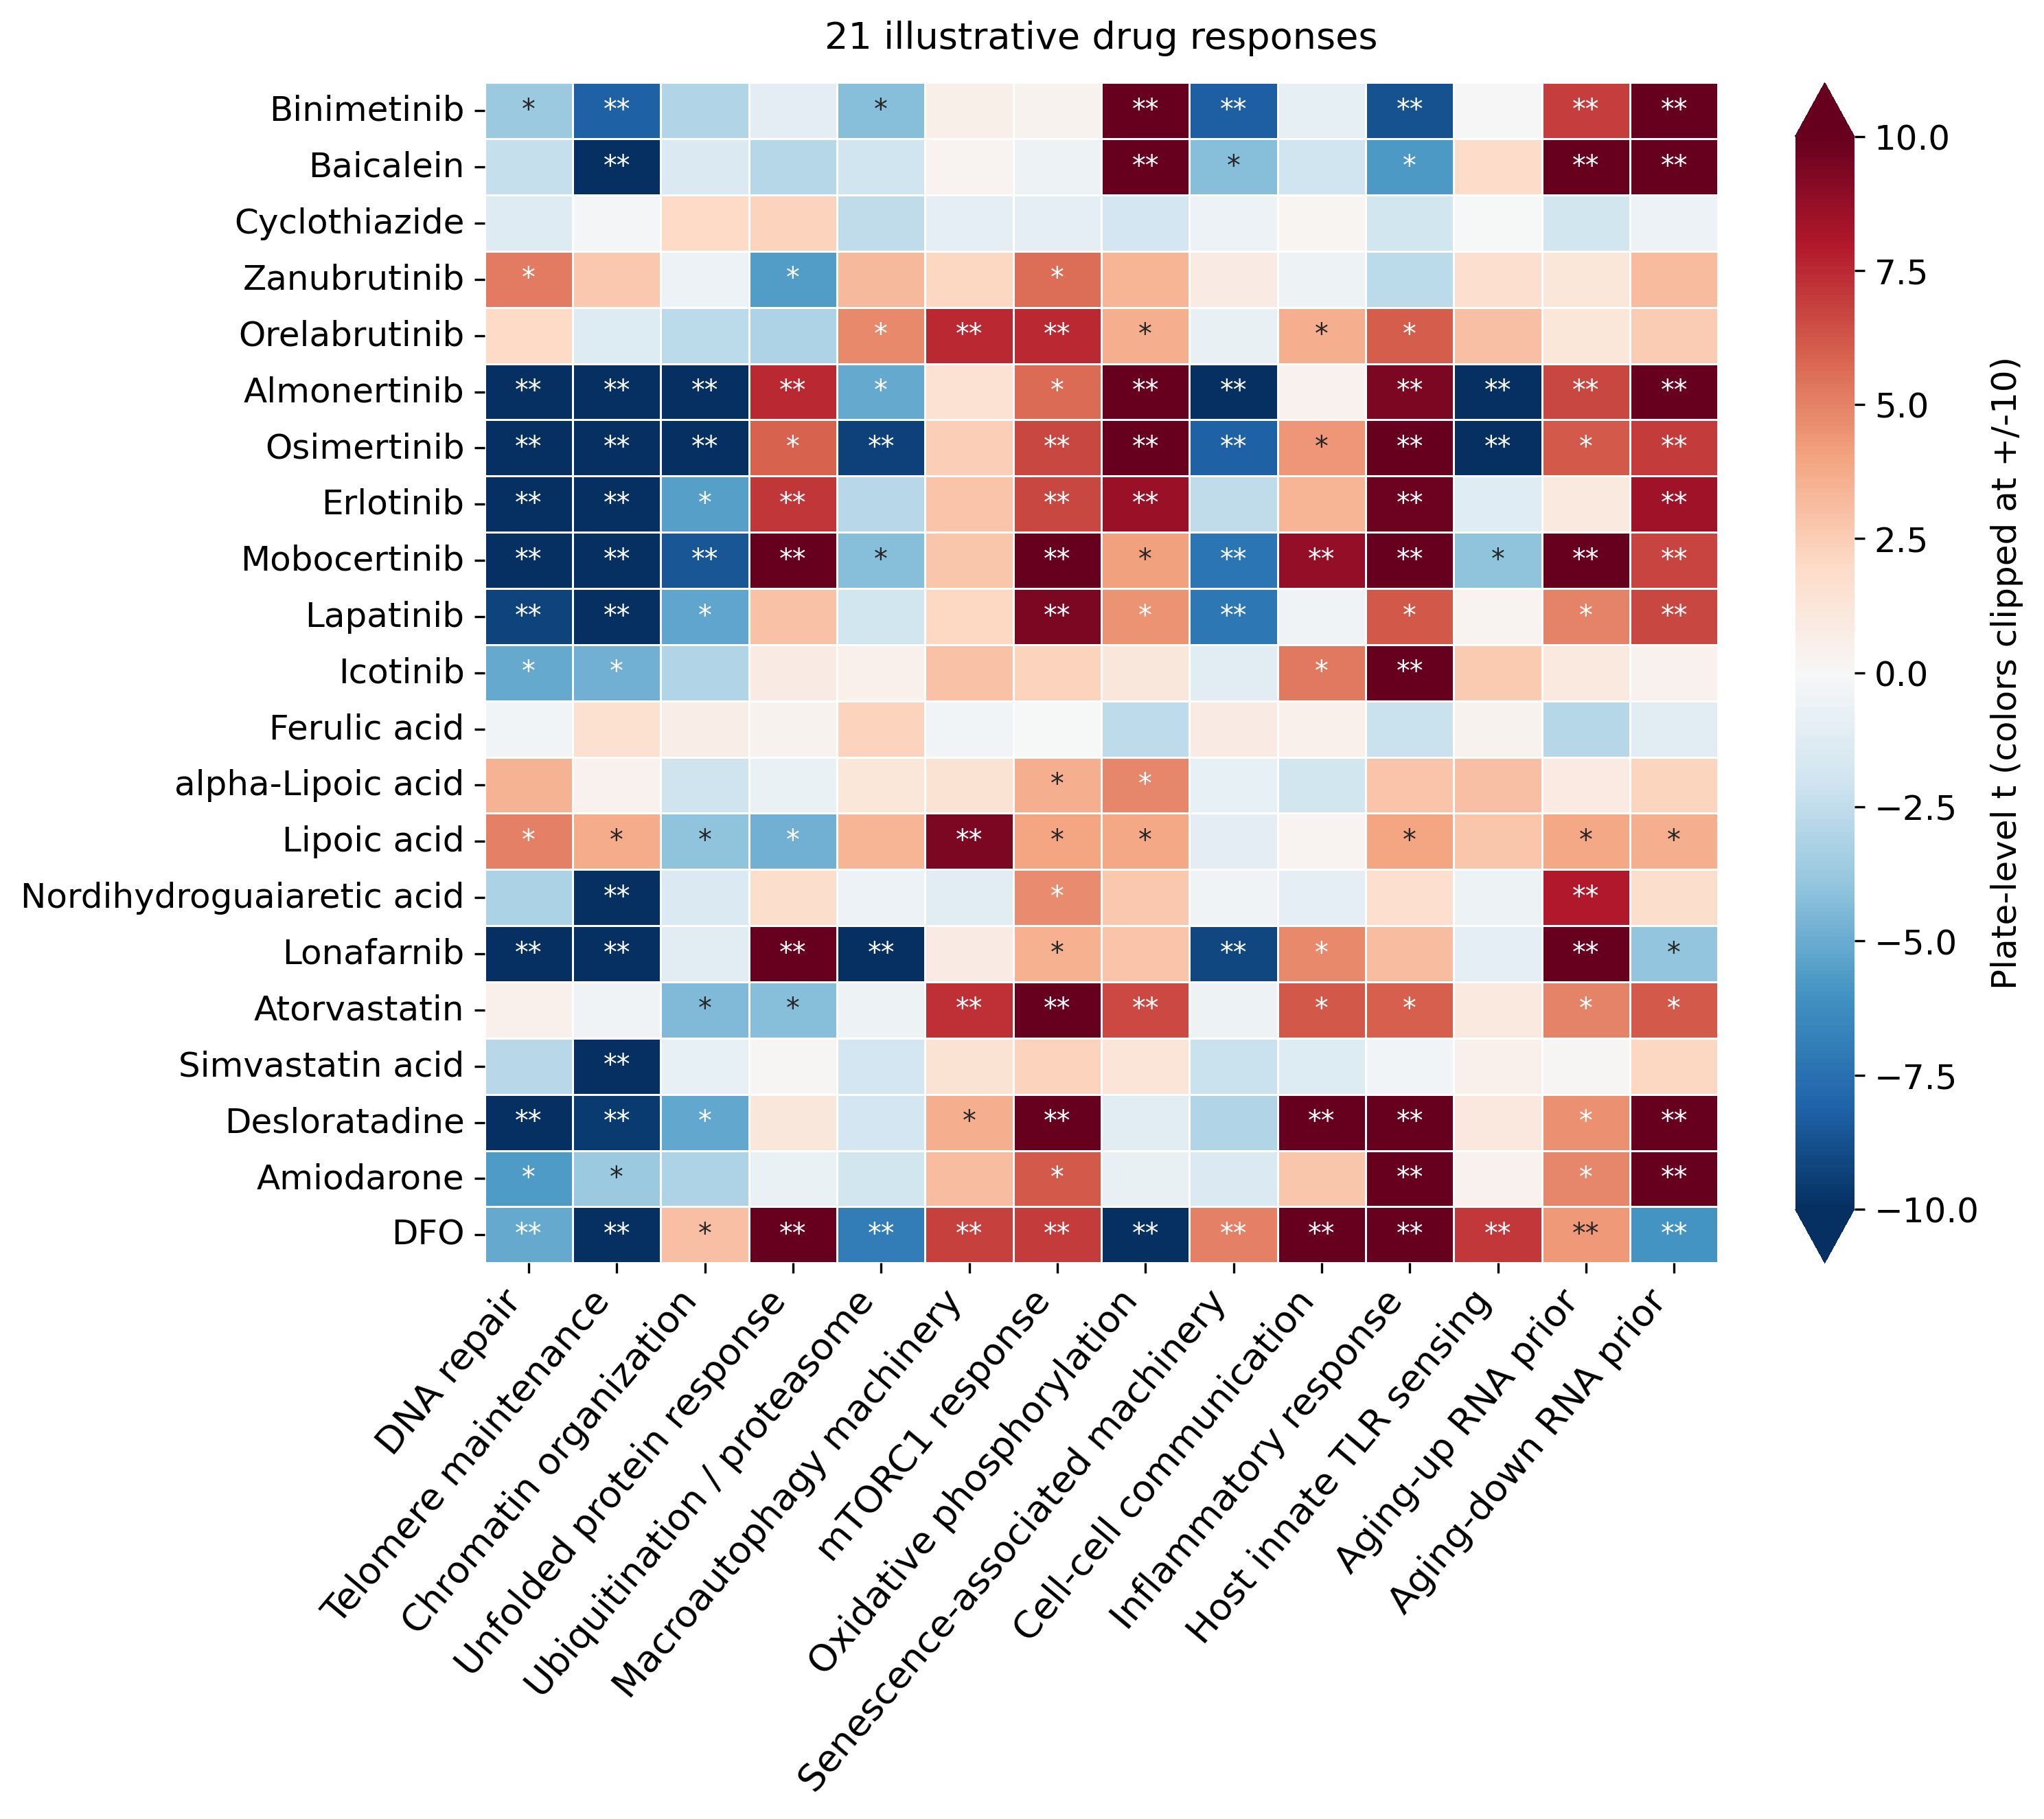 21 illustrative drug responses
Binimetinib * ** * ** ** ** ** **
Baicalein ** ** * * ** **
Cyclothiazide
Zanubrutinib * * *
Orelabrutinib * ** ** * * *
Almonertinib ** ** ** ** * * ** ** ** ** ** **
Osimertinib ** ** ** * ** ** ** ** * ** ** * **
Erlotinib ** ** * ** ** ** ** **
Mobocertinib ** ** ** ** * ** * ** ** ** * ** **
Lapatinib ** ** * ** * ** * * **
Icotinib * * * **
Ferulic acid
alpha-Lipoic acid * *
Lipoic acid * * * * ** * * * * *
Nordihydroguaiaretic acid ** * **
Lonafarnib ** ** ** ** * ** * ** *
Atorvastatin * * ** ** ** * * * *
Simvastatin acid **
Desloratadine ** ** * * ** ** ** * **
Amiodarone * * * ** * **
DFO ** ** * ** ** ** ** ** ** ** ** ** ** **
DNA repair
Telomere maintenance
Chromatin organization
Unfolded protein response
Ubiquitination / proteasome
Macroautophagy machinery
mTORC1 response
Oxidative phosphorylation
Senescence-associated machinery
Cell-cell communication
Inflammatory response
Host innate TLR sensing
Aging-up RNA prior
Aging-down RNA prior
10.0
7.5
5.0
2.5
0.0
−2.5
−5.0
−7.5
−10.0
Plate-level t (colors clipped at +/-10)